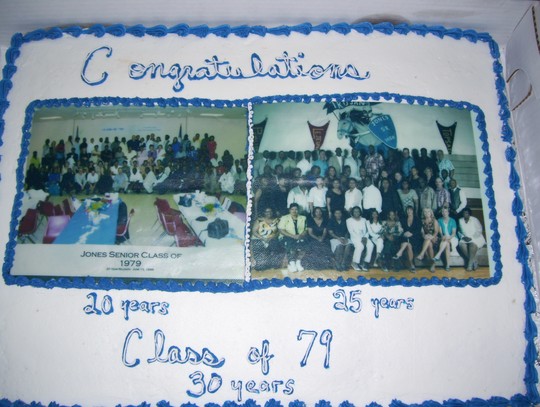 Congratulations
Jones Senior Class of
1979
20 years
25 years
Class of 79
30 years